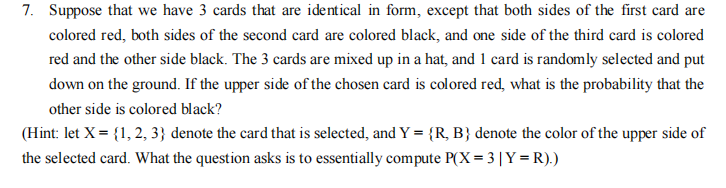 7. Suppose that we have 3 cards that are identical in form, except that both sides of the first card are
colored red, both sides of the second card are colored black, and one side of the third card is colored
red and the other side black. The 3 cards are mixed up in a hat, and 1 card is randomly selected and put
down on the ground. If the upper side of the chosen card is colored red, what is the probability that the
other side is colored black?
(Hint: let X = {1, 2, 3} denote the card that is selected, and Y = {R, B} denote the color of the upper side of
the selected card. What the question asks is to essentially compute P(X = 3 | Y = R).)